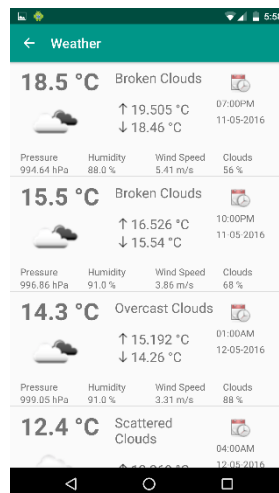 5:58
← Weather
18.5 °C Broken Clouds
↑ 19.505 °C 07:00PM
↓ 18.46 °C 11-05-2016
Pressure Humidity Wind Speed Clouds
994.64 hPa 88.0 % 5.41 m/s 56 %
15.5 °C Broken Clouds
↑ 16.526 °C 10:00PM
↓ 15.54 °C 11-05-2016
Pressure Humidity Wind Speed Clouds
996.86 hPa 91.0 % 3.86 m/s 68 %
14.3 °C Overcast Clouds
↑ 15.192 °C 01:00AM
↓ 14.26 °C 12-05-2016
Pressure Humidity Wind Speed Clouds
999.05 hPa 91.0 % 3.31 m/s 88 %
12.4 °C Scattered
Clouds
04:00AM
12-05-2016